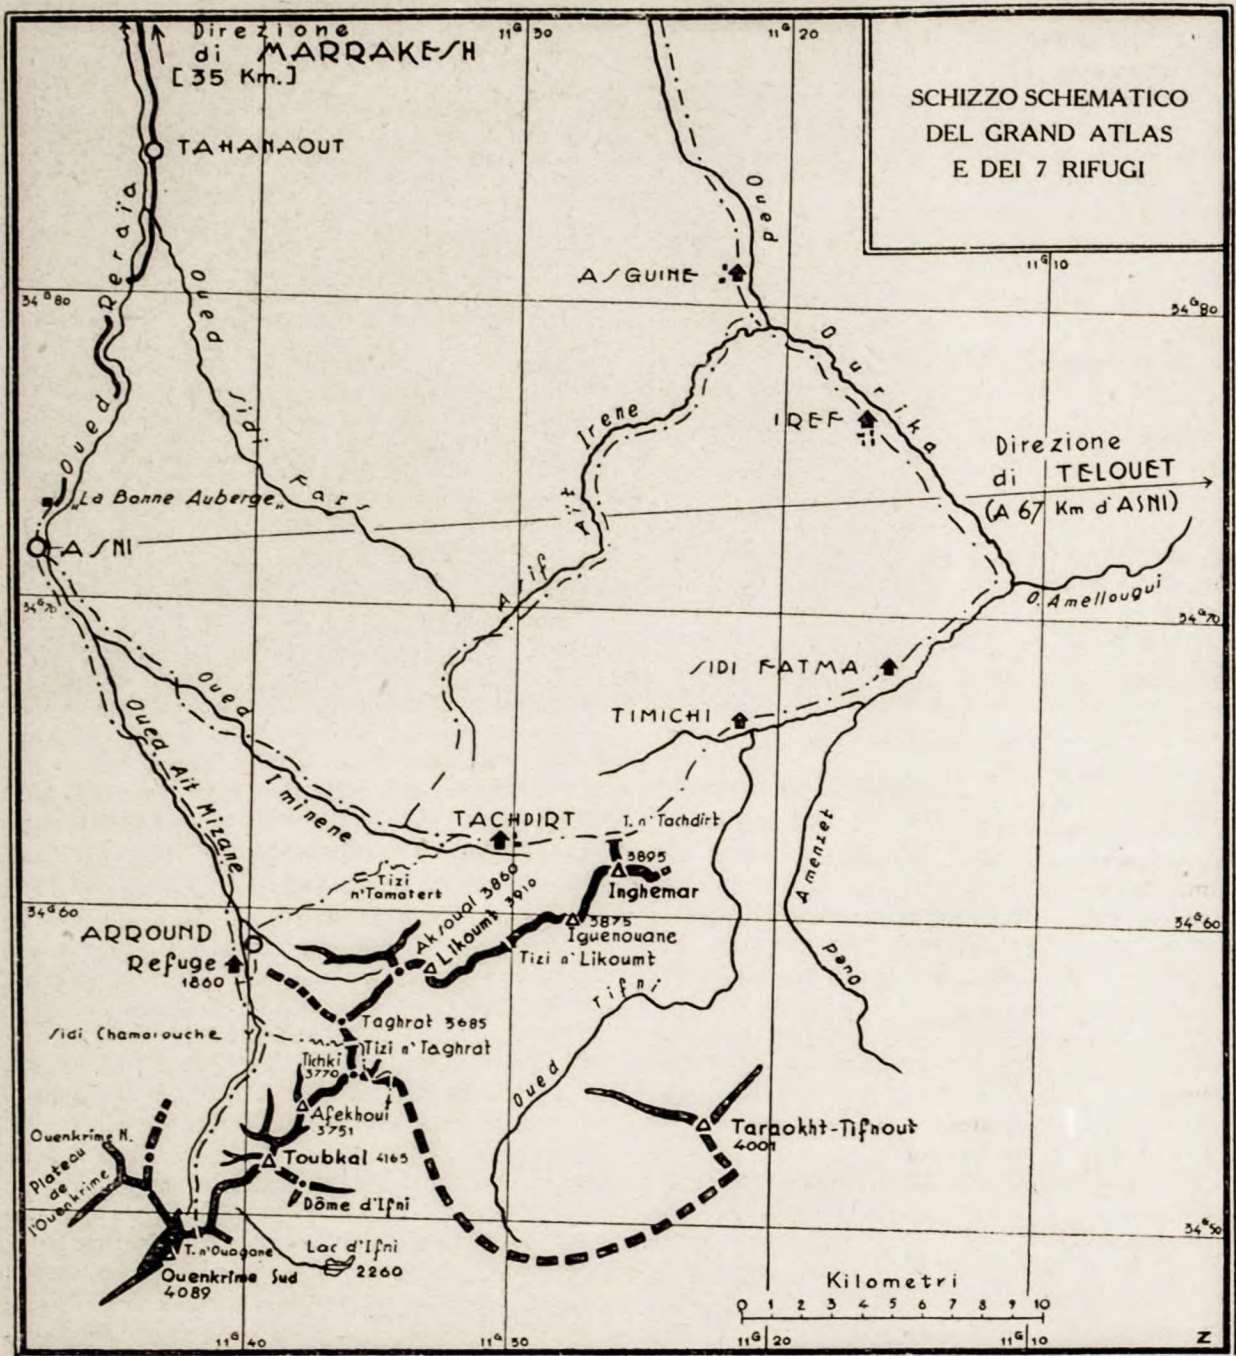 Direzione
di MARRAKESH
[35 Km.]
11ᴳ 30
11ᴳ 20
SCHIZZO SCHEMATICO
DEL GRAND ATLAS
E DEI 7 RIFUGI
TAHANAOUT
Oued Reraïa
Oued
ASGUINE
11ᴳ 10
34ᴳ 80
34ᴳ 80
Oued Sidi Fars
Ourika
Irene
IREF
Direzione
di TELOUET
(A 67 Km d'ASNI)
„La Bonne Auberge„
Aït
ASNI
Asif
34ᴳ 70
O. Amellougui
34ᴳ 70
SIDI FATMA
Oued Iminene
TIMICHI
Oued Ait Mizane
TACHDIRT
T. n' Tachdirt
Tizi
n'Tamatert
3895
Inghemar
Aksoual 3860
Likoumt 3910
34ᴳ 60
3875
Iguenouane
34ᴳ 60
Oued Amenzet
ARROUND
Refuge
1860
Tizi n' Likoumt
Oued Tifni
Taghrat 3685
Sidi Chamarouche
Tizi n' Taghrat
Tichki
3770
Afekhoui
3751
Taraokht-Tifnout
4001
Ouenkrime N.
Plateau
de
l'Ouenkrime
Toubkal 4165
Dôme d'Ifni
34ᴳ 50
T. n'Ouagane
Lac d'Ifni
2260
Ouenkrime Sud
4089
Kilometri
0 1 2 3 4 5 6 7 8 9 10
11ᴳ 40
11ᴳ 50
11ᴳ 20
11ᴳ 10
Z